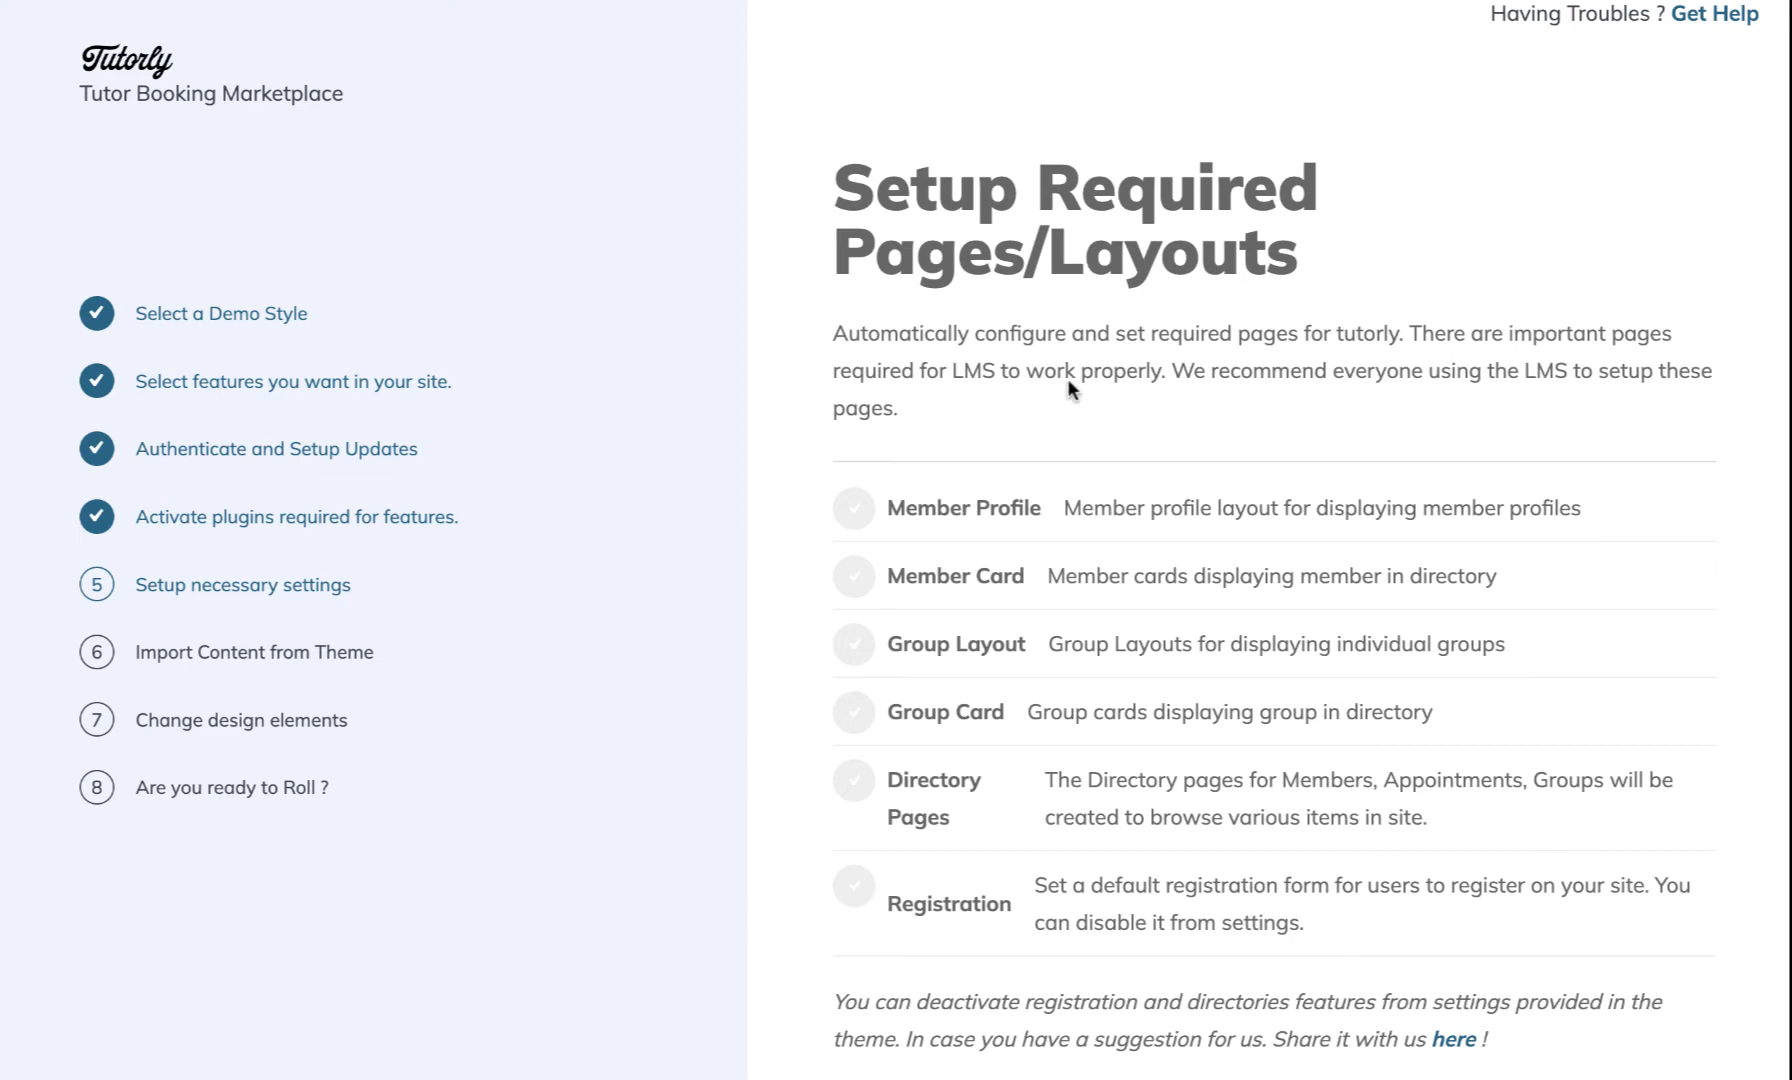 Having Troubles ? Get Help
Tutorly
Tutor Booking Marketplace
Select a Demo Style
Select features you want in your site.
Authenticate and Setup Updates
Activate plugins required for features.
5 Setup necessary settings
6 Import Content from Theme
7 Change design elements
8 Are you ready to Roll ?
Setup Required
Pages/Layouts
Automatically configure and set required pages for tutorly. There are important pages
required for LMS to work properly. We recommend everyone using the LMS to setup these
pages.
Member Profile Member profile layout for displaying member profiles
Member Card Member cards displaying member in directory
Group Layout Group Layouts for displaying individual groups
Group Card Group cards displaying group in directory
Directory
Pages
The Directory pages for Members, Appointments, Groups will be
created to browse various items in site.
Registration
Set a default registration form for users to register on your site. You
can disable it from settings.
You can deactivate registration and directories features from settings provided in the
theme. In case you have a suggestion for us. Share it with us here !